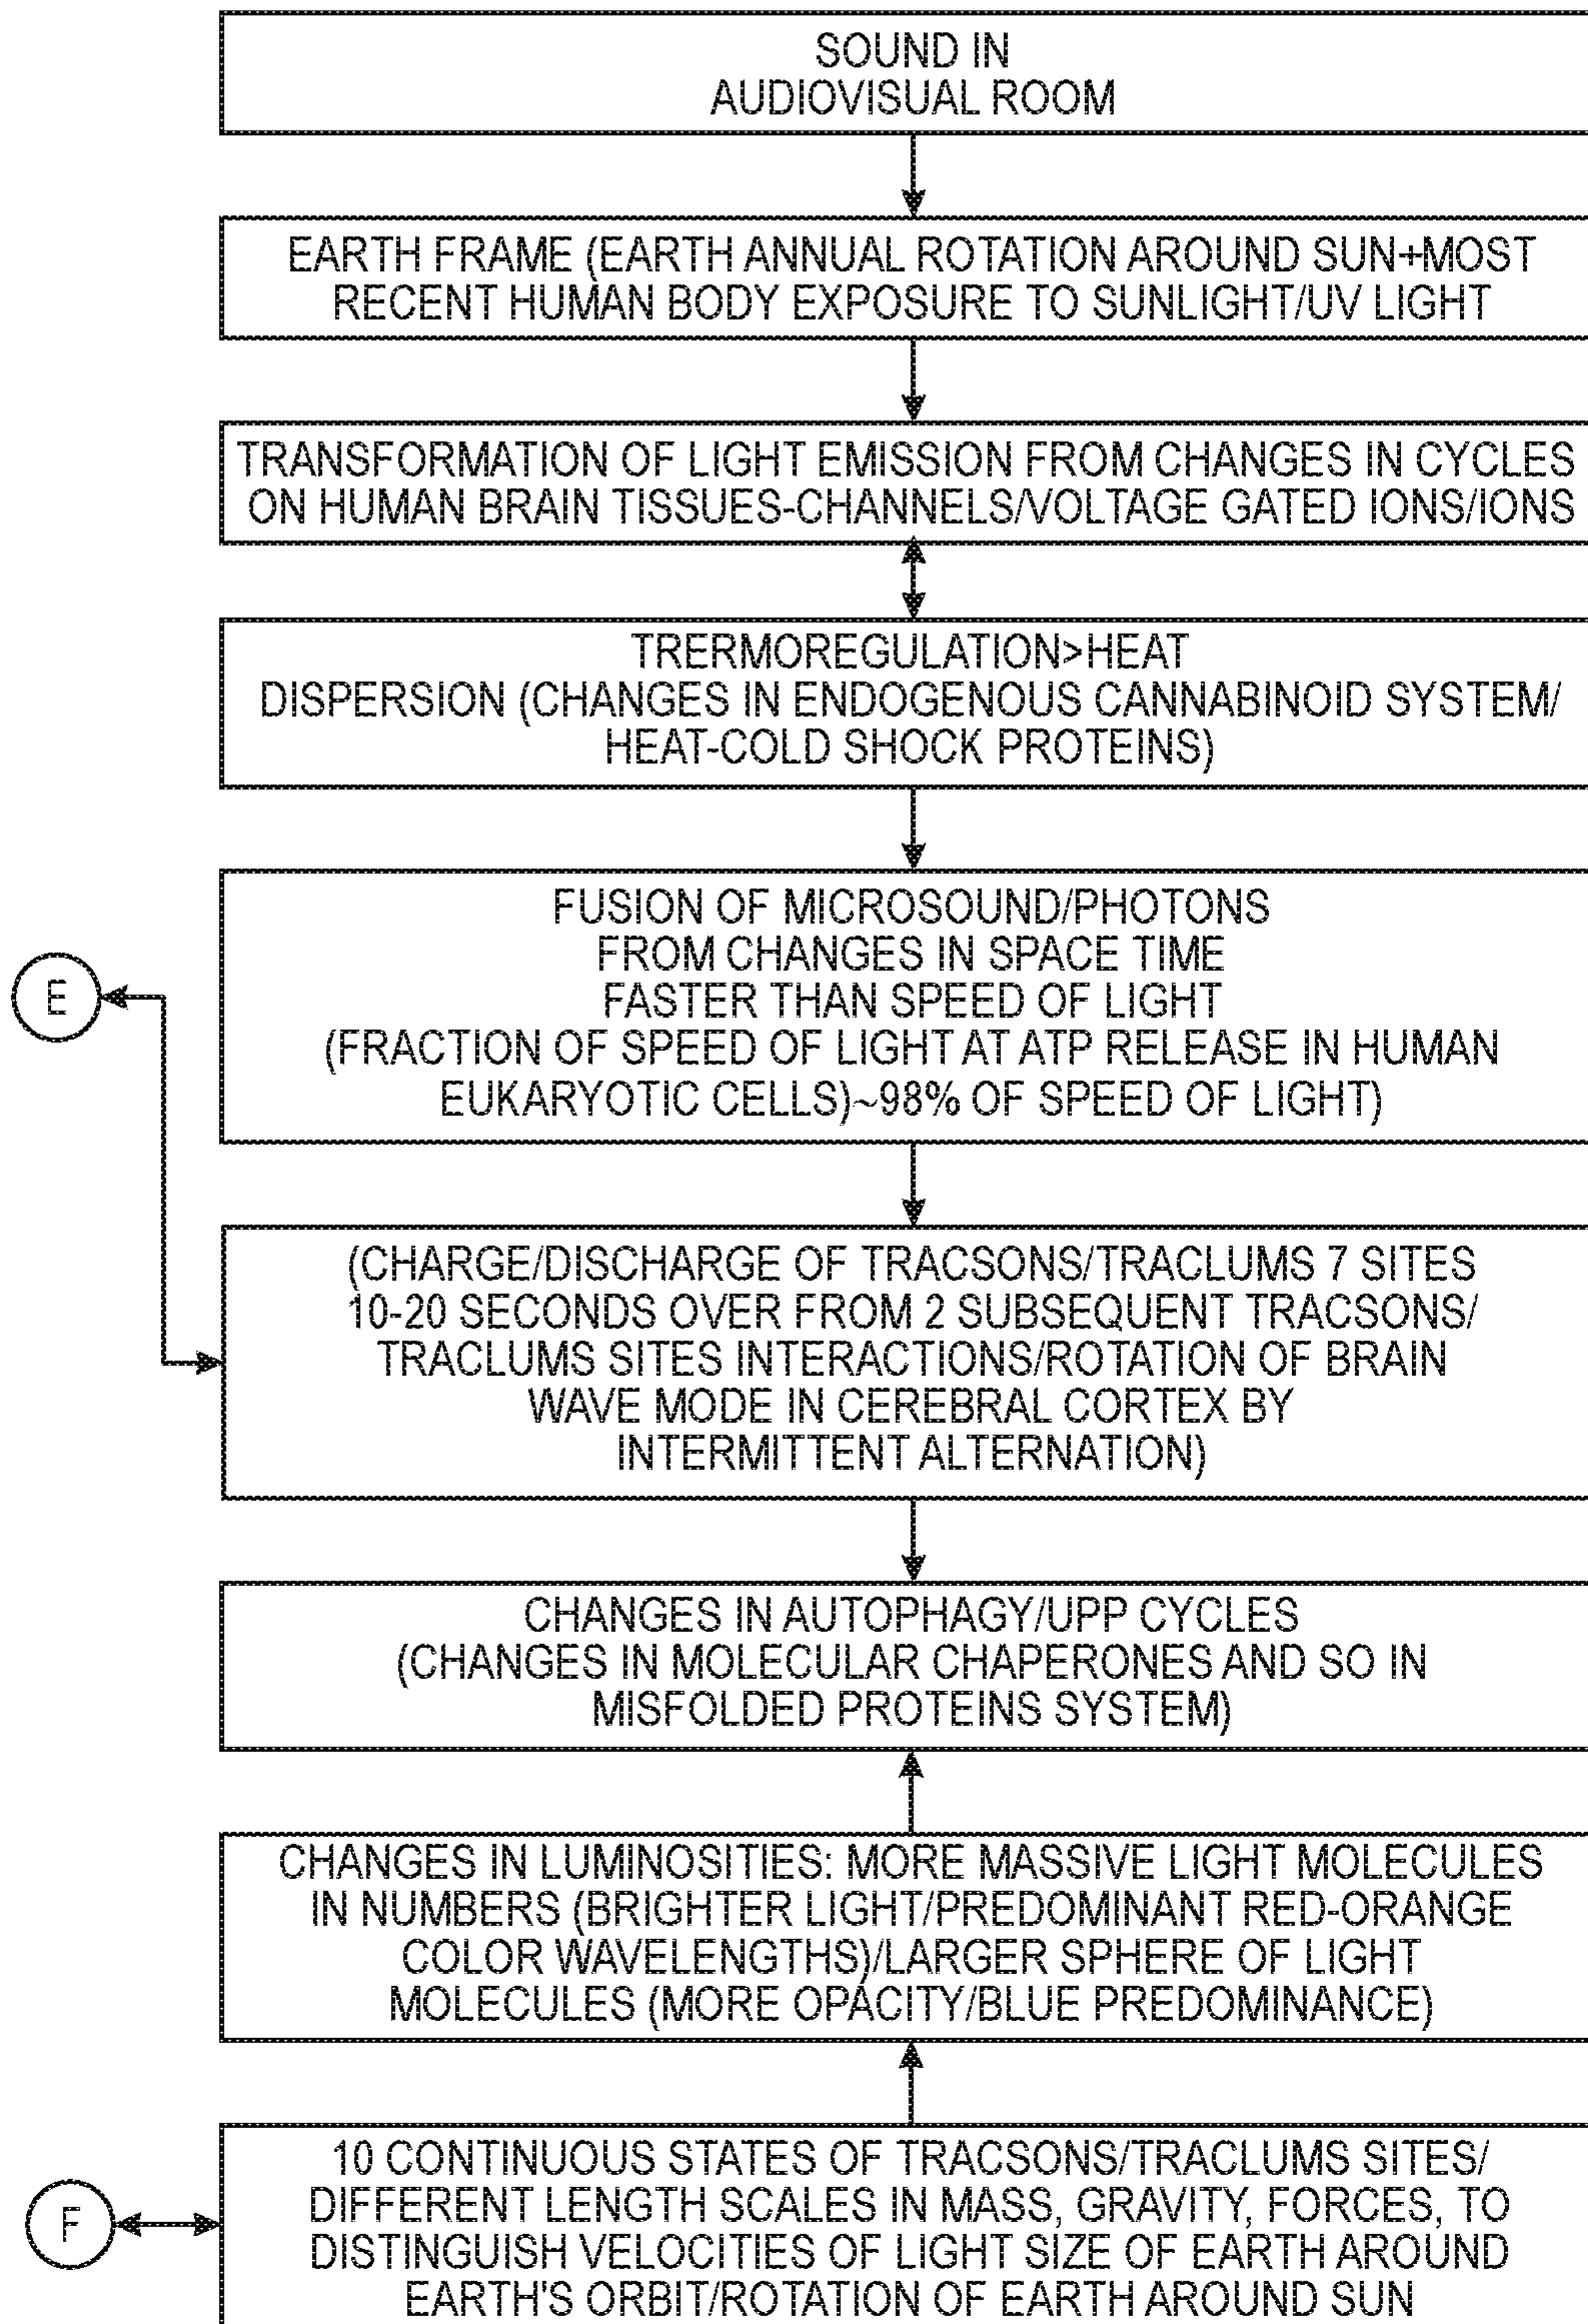 SOUND IN
AUDIOVISUAL ROOM
EARTH FRAME (EARTH ANNUAL ROTATION AROUND SUN+MOST
RECENT HUMAN BODY EXPOSURE TO SUNLIGHT/UV LIGHT
TRANSFORMATION OF LIGHT EMISSION FROM CHANGES IN CYCLES
ON HUMAN BRAIN TISSUES-CHANNELS/VOLTAGE GATED IONS/IONS
TRERMOREGULATION>HEAT
DISPERSION (CHANGES IN ENDOGENOUS CANNABINOID SYSTEM/
HEAT-COLD SHOCK PROTEINS)
FUSION OF MICROSOUND/PHOTONS
FROM CHANGES IN SPACE TIME
FASTER THAN SPEED OF LIGHT
(FRACTION OF SPEED OF LIGHT AT ATP RELEASE IN HUMAN
EUKARYOTIC CELLS)~98% OF SPEED OF LIGHT)
E
(CHARGE/DISCHARGE OF TRACSONS/TRACLUMS 7 SITES
10-20 SECONDS OVER FROM 2 SUBSEQUENT TRACSONS/
TRACLUMS SITES INTERACTIONS/ROTATION OF BRAIN
WAVE MODE IN CEREBRAL CORTEX BY
INTERMITTENT ALTERNATION)
CHANGES IN AUTOPHAGY/UPP CYCLES
(CHANGES IN MOLECULAR CHAPERONES AND SO IN
MISFOLDED PROTEINS SYSTEM)
CHANGES IN LUMINOSITIES: MORE MASSIVE LIGHT MOLECULES
IN NUMBERS (BRIGHTER LIGHT/PREDOMINANT RED-ORANGE
COLOR WAVELENGTHS)/LARGER SPHERE OF LIGHT
MOLECULES (MORE OPACITY/BLUE PREDOMINANCE)
F
10 CONTINUOUS STATES OF TRACSONS/TRACLUMS SITES/
DIFFERENT LENGTH SCALES IN MASS, GRAVITY, FORCES, TO
DISTINGUISH VELOCITIES OF LIGHT SIZE OF EARTH AROUND
EARTH'S ORBIT/ROTATION OF EARTH AROUND SUN